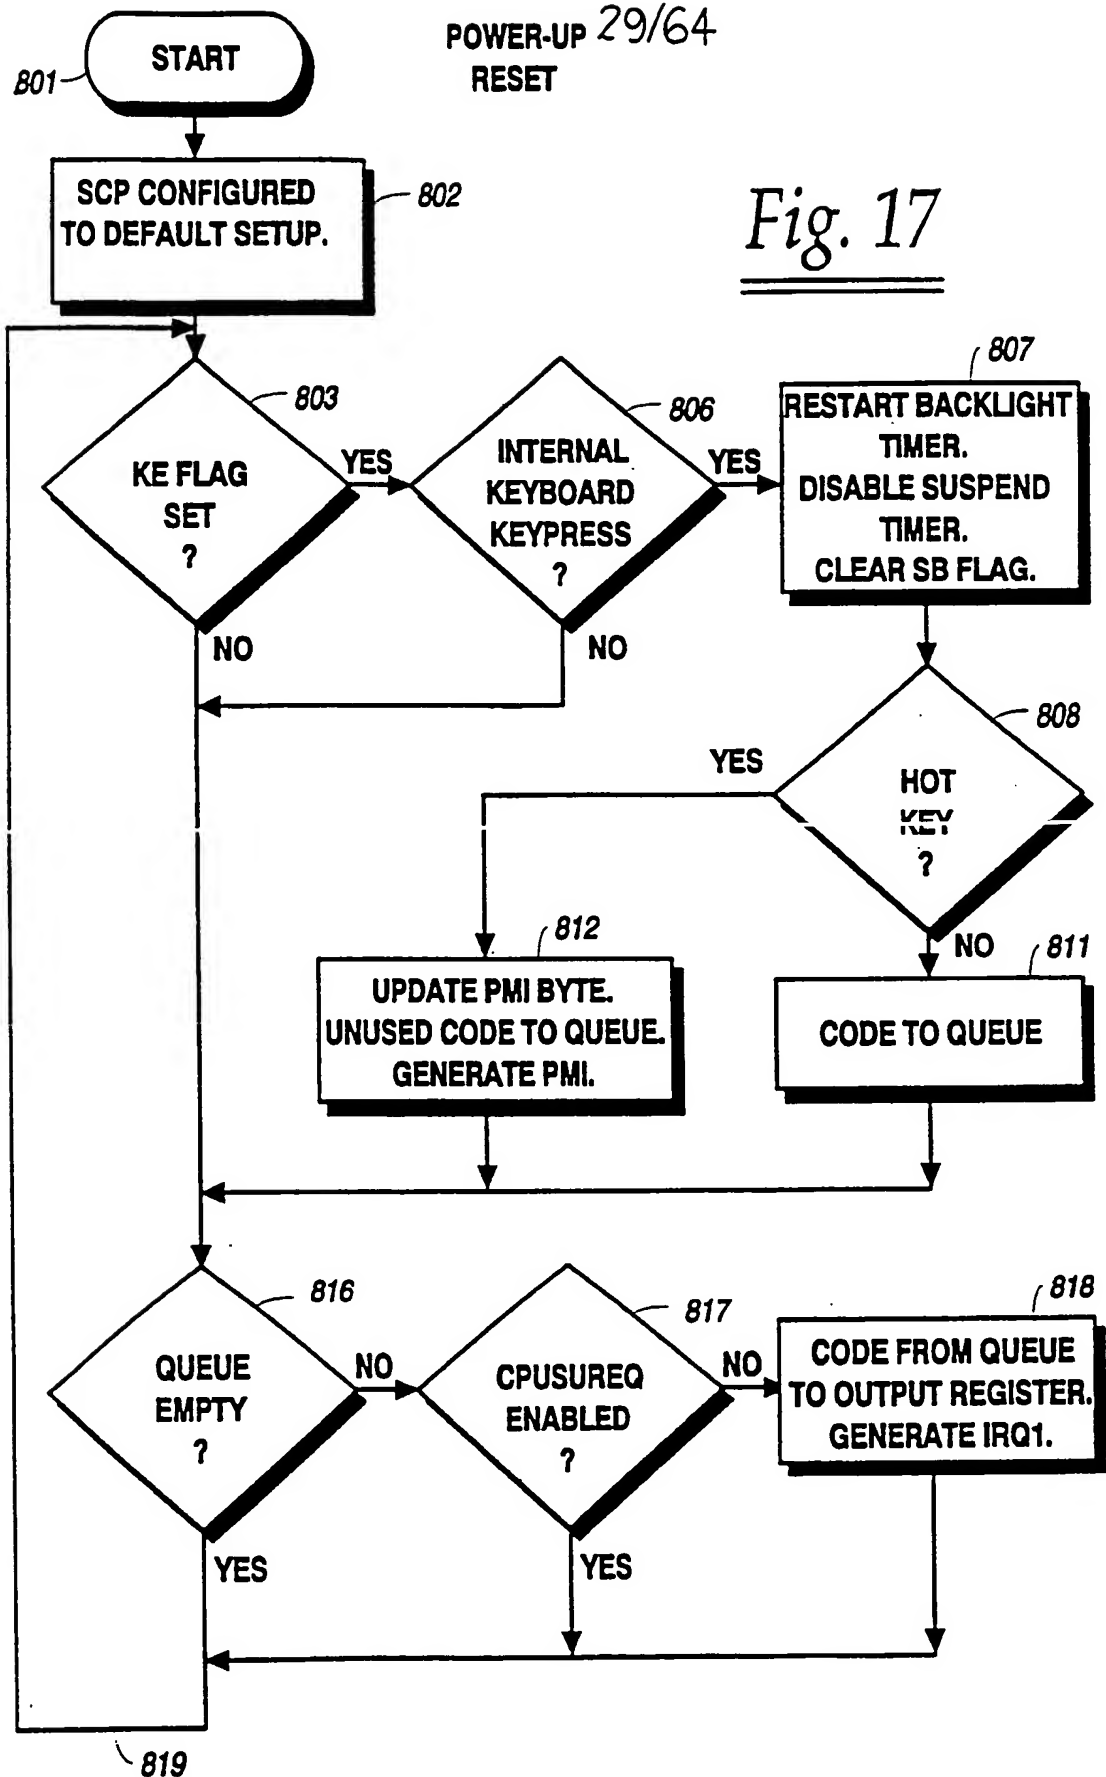 POWER-UP 29/64
RESET
START
801
SCP CONFIGURED
TO DEFAULT SETUP.
802
Fig. 17
803
KE FLAG
SET
?
YES
NO
806
INTERNAL
KEYBOARD
KEYPRESS
?
YES
NO
807
RESTART BACKLIGHT
TIMER.
DISABLE SUSPEND
TIMER.
CLEAR SB FLAG.
808
HOT
KEY
?
YES
NO
812
UPDATE PMI BYTE.
UNUSED CODE TO QUEUE.
GENERATE PMI.
811
CODE TO QUEUE
816
QUEUE
EMPTY
?
NO
YES
817
CPUSUREQ
ENABLED
?
NO
YES
818
CODE FROM QUEUE
TO OUTPUT REGISTER.
GENERATE IRQ1.
819